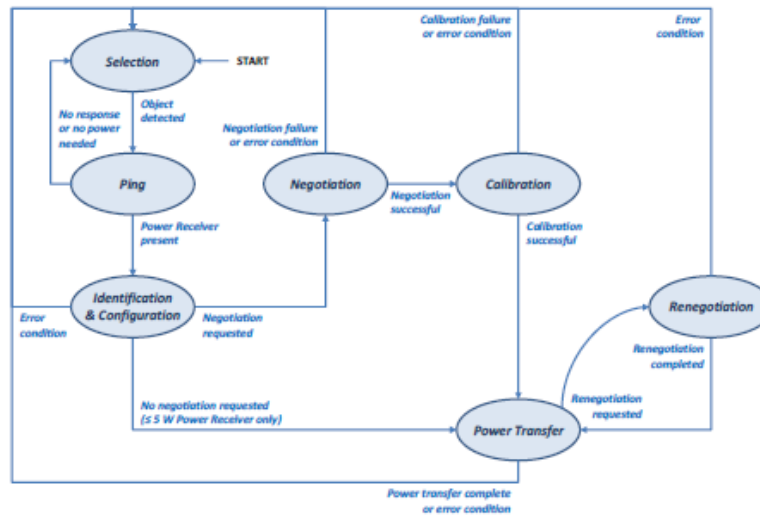 Selection
START
Calibration failure
or error condition
Error
condition
No response
or no power
needed
Object
detected
Negotiation failure
or error condition
Ping
Negotiation
Negotiation
successful
Calibration
Power Receiver
present
Calibration
successful
Identification
& Configuration
Error
condition
Negotiation
requested
Renegotiation
Renegotiation
completed
No negotiation requested
(≤ 5 W Power Receiver only)
Renegotiation
requested
Power Transfer
Power transfer complete
or error condition